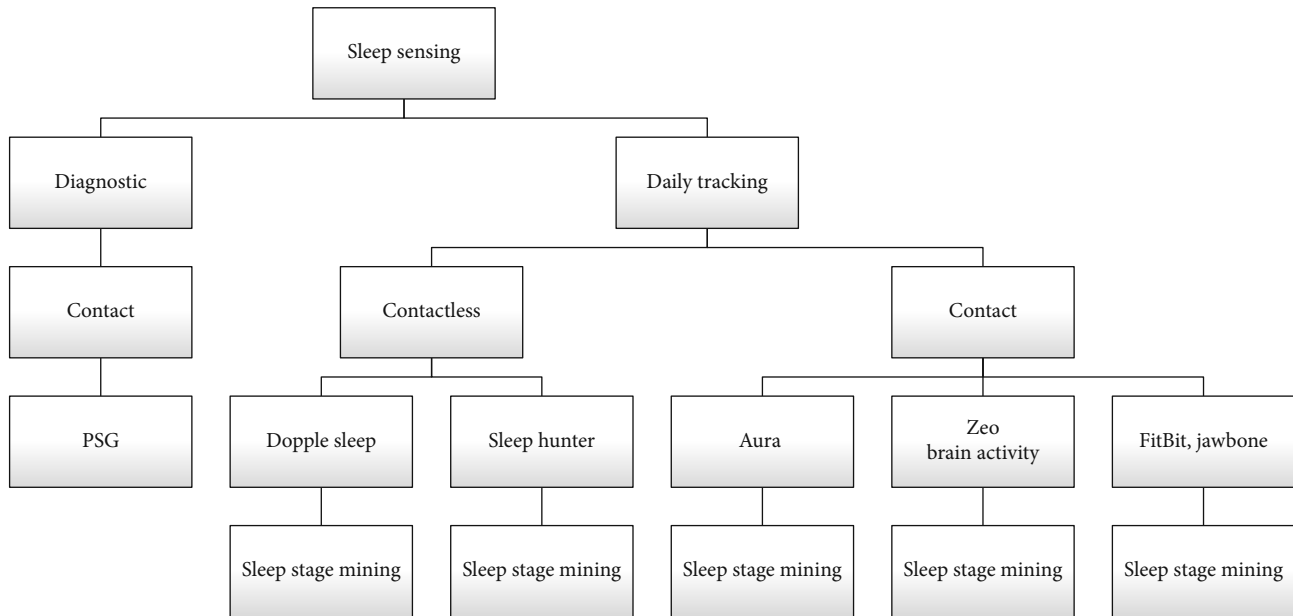 Sleep sensing
Diagnostic
Daily tracking
Contact
Contactless
Contact
PSG
Dopple sleep
Sleep hunter
Aura
Zeo
brain activity
FitBit, jawbone
Sleep stage mining
Sleep stage mining
Sleep stage mining
Sleep stage mining
Sleep stage mining